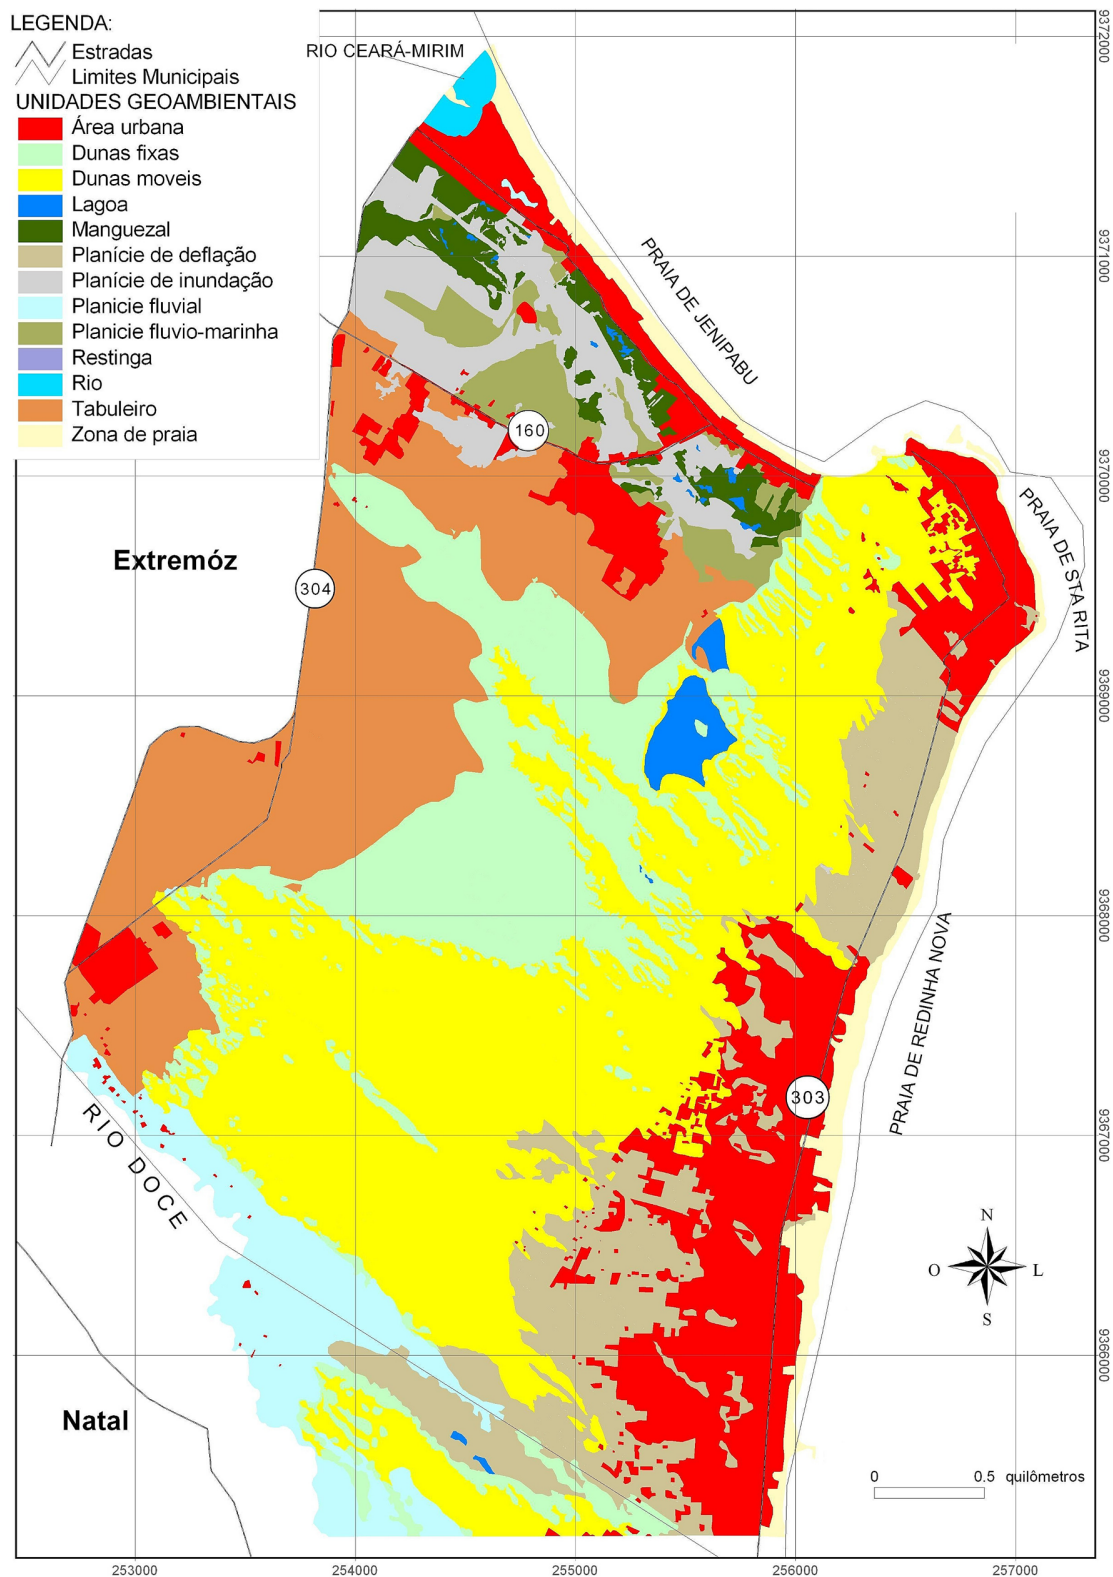 LEGENDA:
Estradas
Limites Municipais
UNIDADES GEOAMBIENTAIS
Área urbana
Dunas fixas
Dunas moveis
Lagoa
Manguezal
Planície de deflação
Planície de inundação
Planicie fluvial
Planicie fluvio-marinha
Restinga
Rio
Tabuleiro
Zona de praia
RIO CEARÁ-MIRIM
PRAIA DE JENIPABU
PRAIA DE STA RITA
PRAIA DE REDINHA NOVA
160
304
303
Extremóz
RIO DOCE
Natal
N
O
L
S
0
0.5 quilômetros
9372000
9371000
9370000
9369000
9368000
9367000
9366000
253000
254000
255000
256000
257000